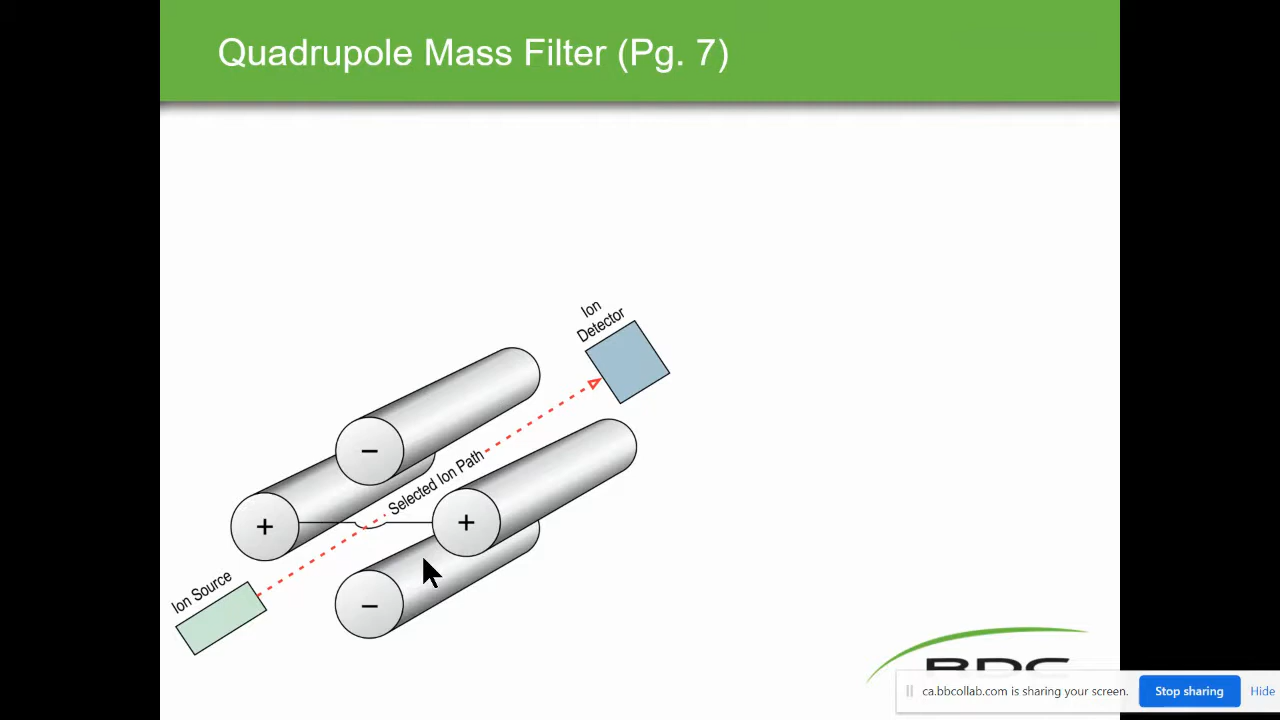 Quadrupole Mass Filter (Pg. 7)
Ion
Detector
−
Selected Ion Path
+
+
Ion Source
−
RDC
ca.bbcollab.com is sharing your screen.
Stop sharing
Hide